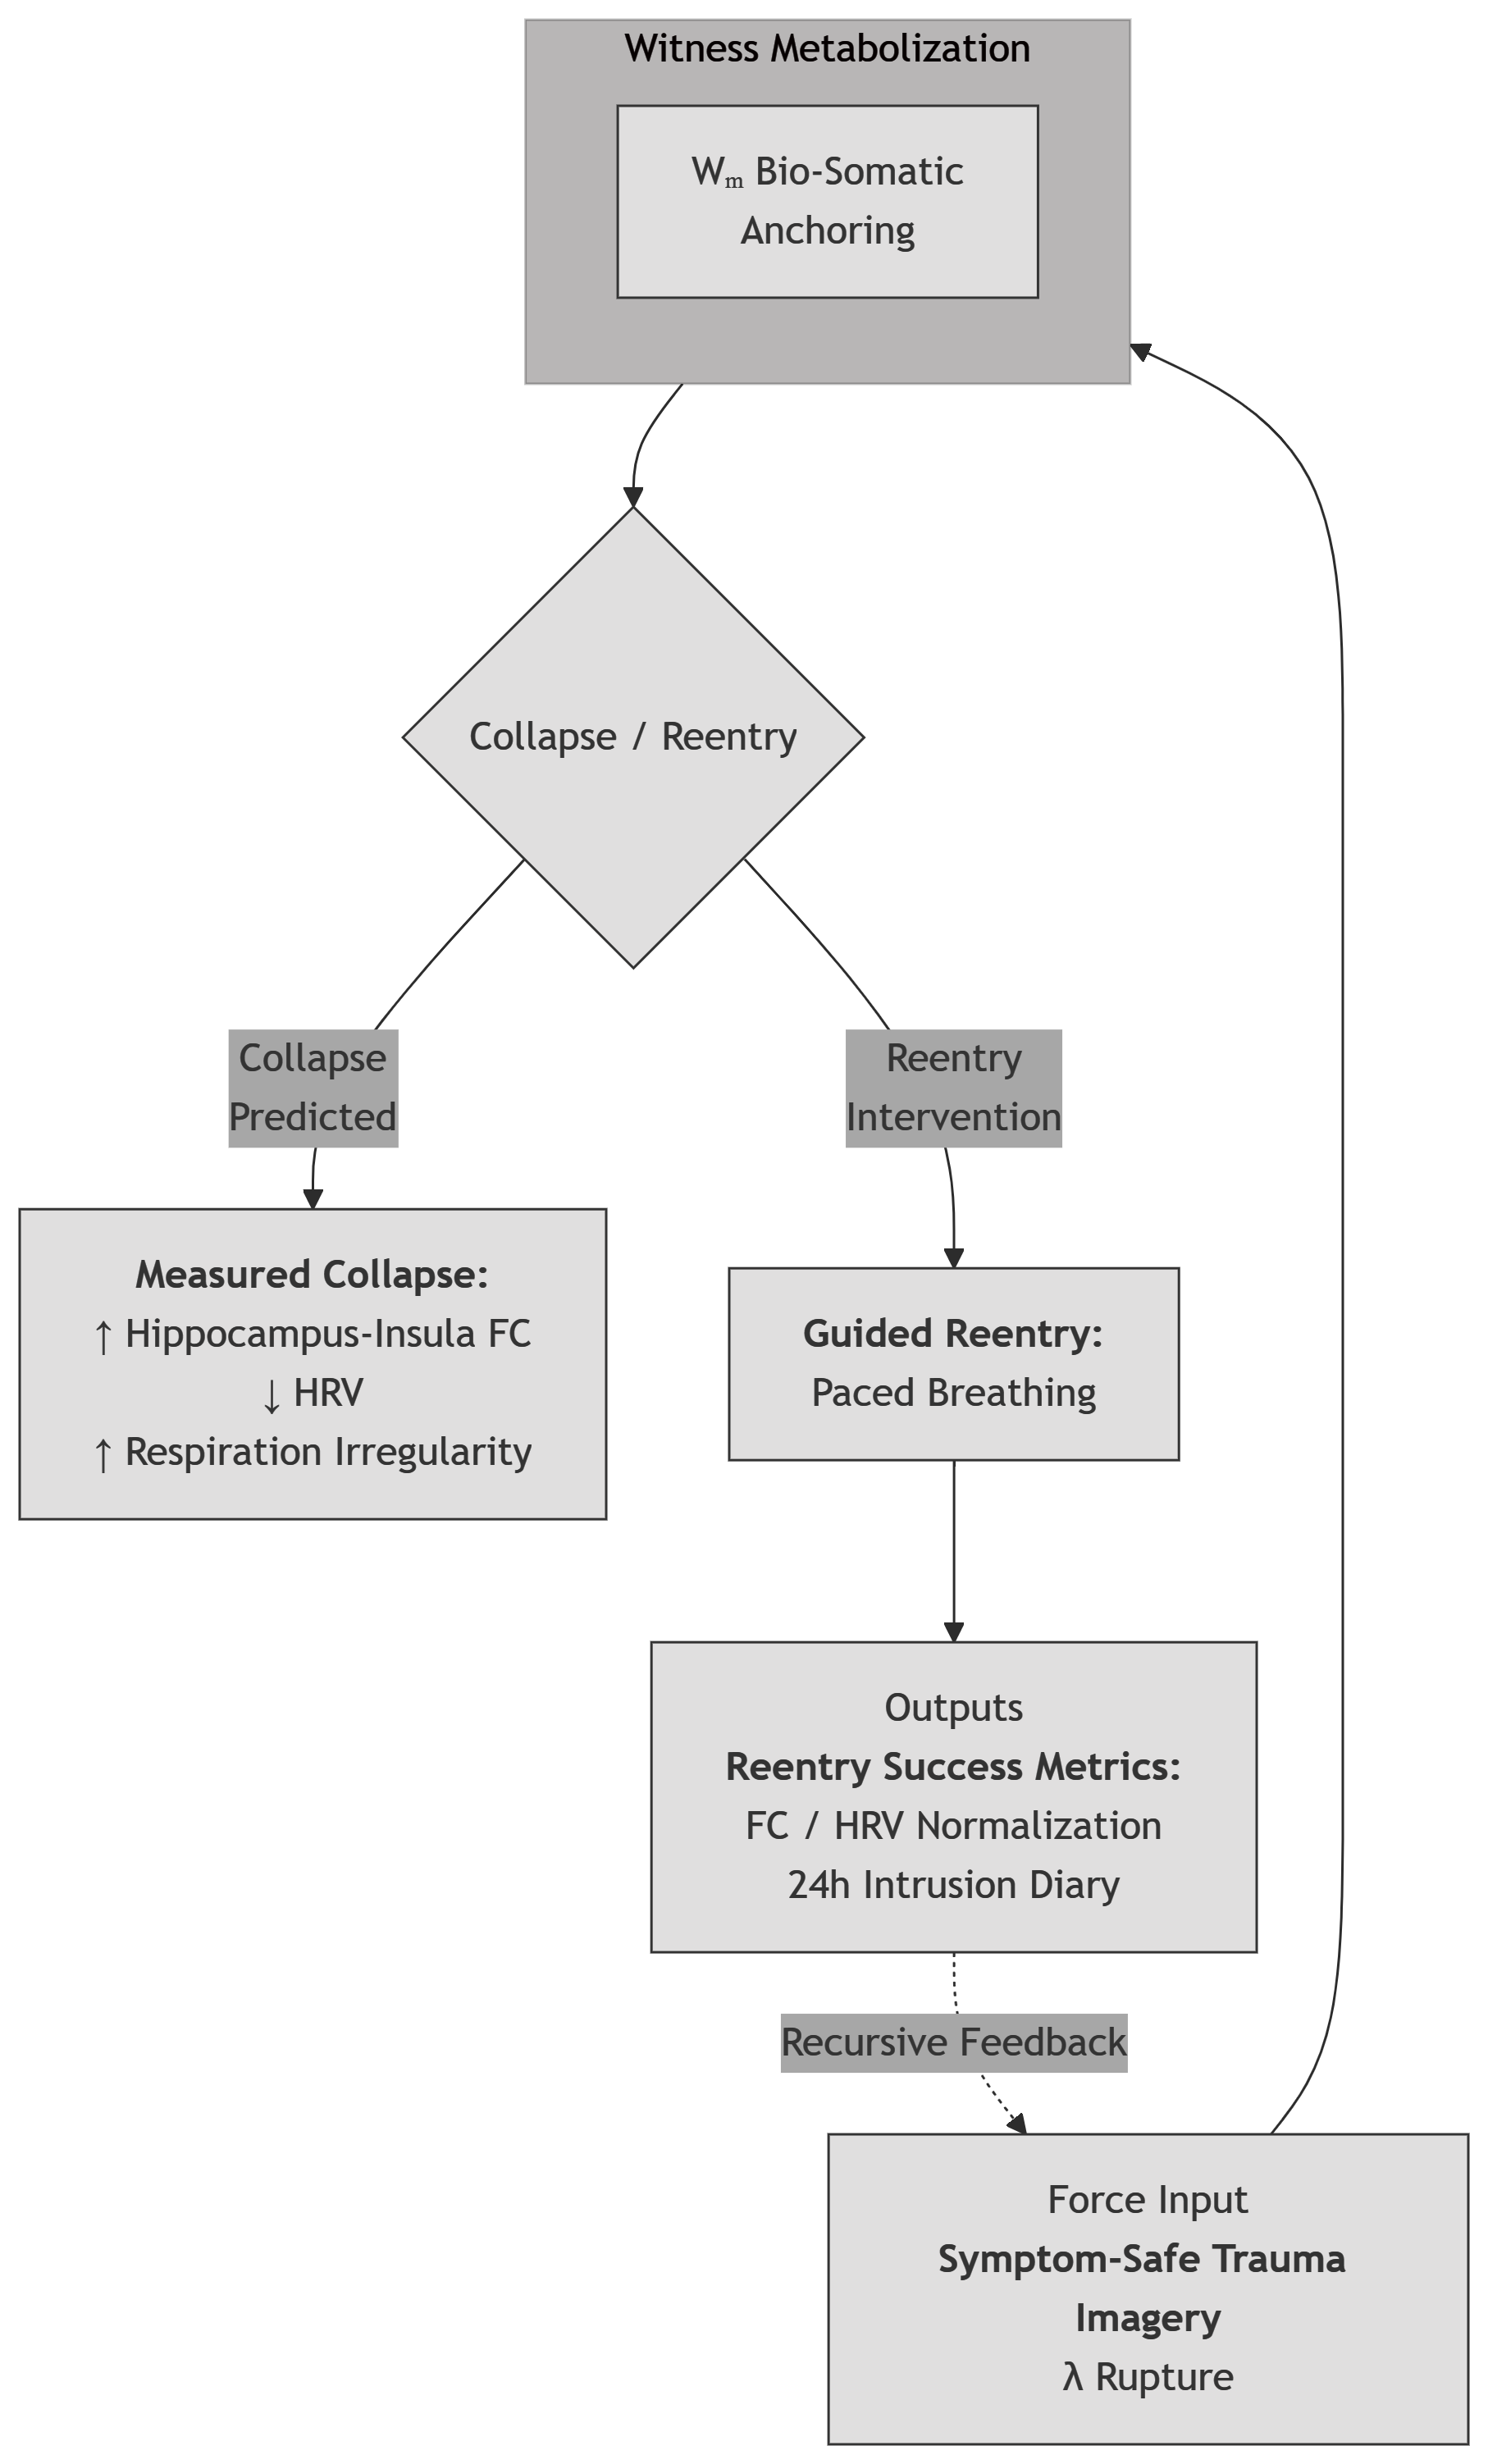 Witness Metabolization
Wₘ Bio-Somatic
Anchoring
Collapse / Reentry
Collapse
Predicted
Reentry
Intervention
Measured Collapse:
↑ Hippocampus-Insula FC
↓ HRV
↑ Respiration Irregularity
Guided Reentry:
Paced Breathing
Outputs
Reentry Success Metrics:
FC / HRV Normalization
24h Intrusion Diary
Recursive Feedback
Force Input
Symptom-Safe Trauma
Imagery
λ Rupture